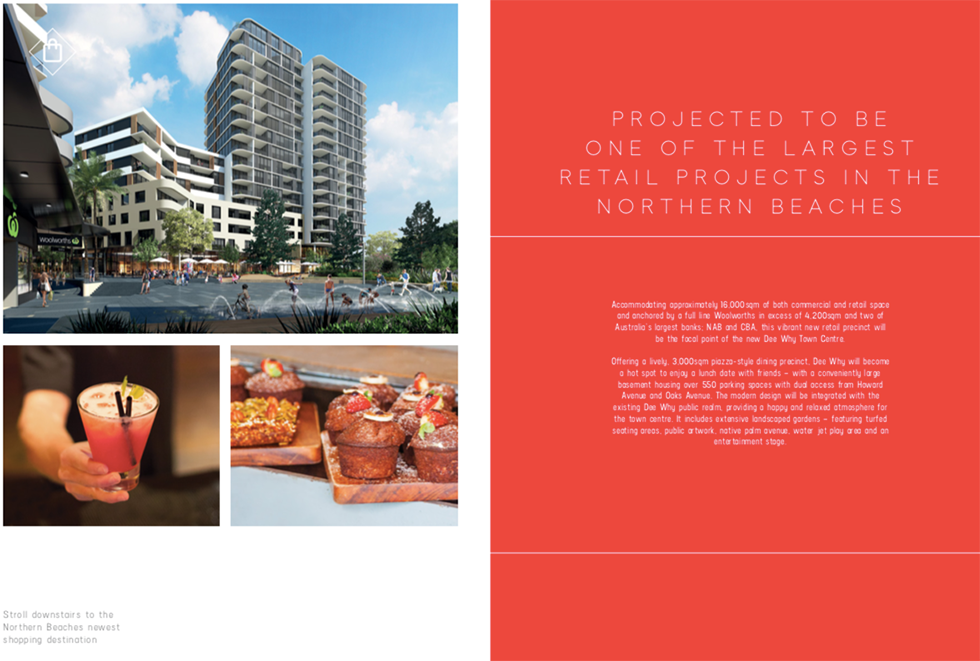 woolworths
PROJECTED TO BE
ONE OF THE LARGEST
RETAIL PROJECTS IN THE
NORTHERN BEACHES
Accommodating approximately 16,000sqm of both commercial and retail space
and anchored by a full line Woolworths in excess of 4,200sqm and two of
Australia's largest banks; NAB and CBA, this vibrant new retail precinct will
be the focal point of the new Dee Why Town Centre.
Offering a lively, 3,000sqm piazza-style dining precinct, Dee Why will become
a hot spot to enjoy a lunch date with friends – with a conveniently large
basement housing over 550 parking spaces with dual access from Howard
Avenue and Oaks Avenue. The modern design will be integrated with the
existing Dee Why public realm, providing a happy and relaxed atmosphere for
the town centre. It includes extensive landscaped gardens – featuring turfed
seating areas, public artwork, native palm avenue, water jet play area and an
entertainment stage.
Stroll downstairs to the
Northern Beaches newest
shopping destination